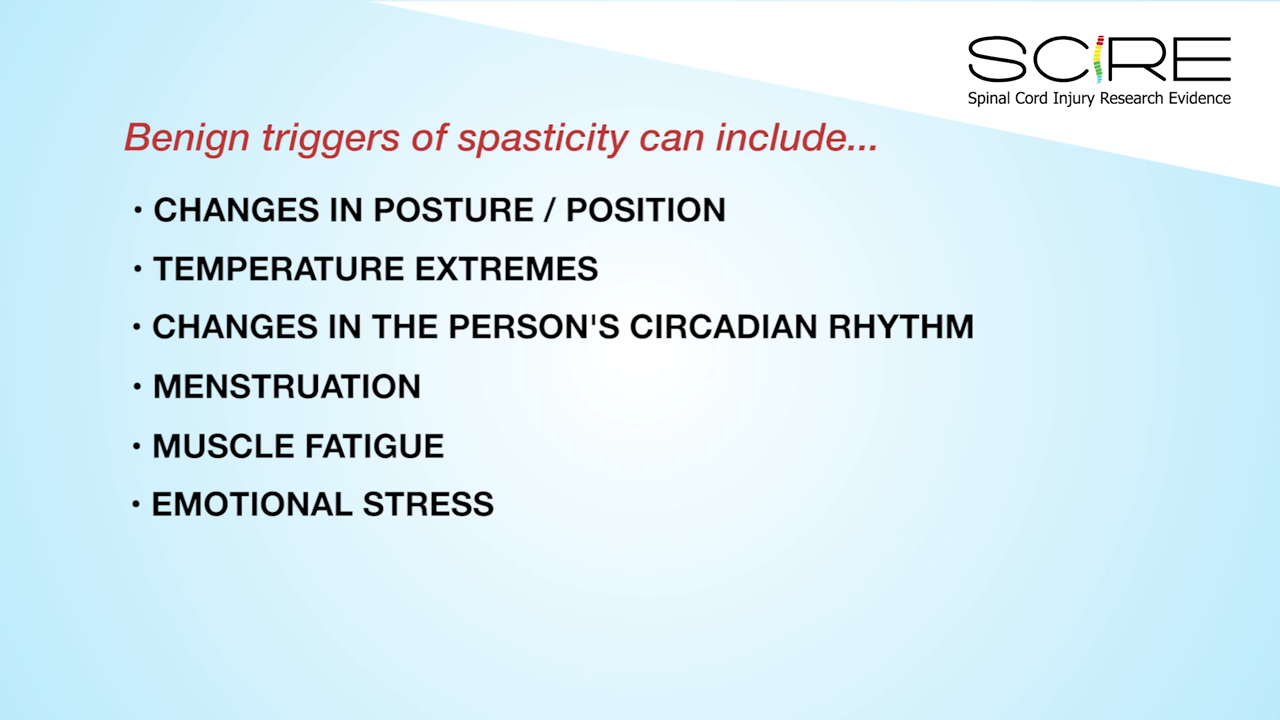 SCIRE
Spinal Cord Injury Research Evidence
Benign triggers of spasticity can include...
• CHANGES IN POSTURE / POSITION
• TEMPERATURE EXTREMES
• CHANGES IN THE PERSON'S CIRCADIAN RHYTHM
• MENSTRUATION
• MUSCLE FATIGUE
• EMOTIONAL STRESS